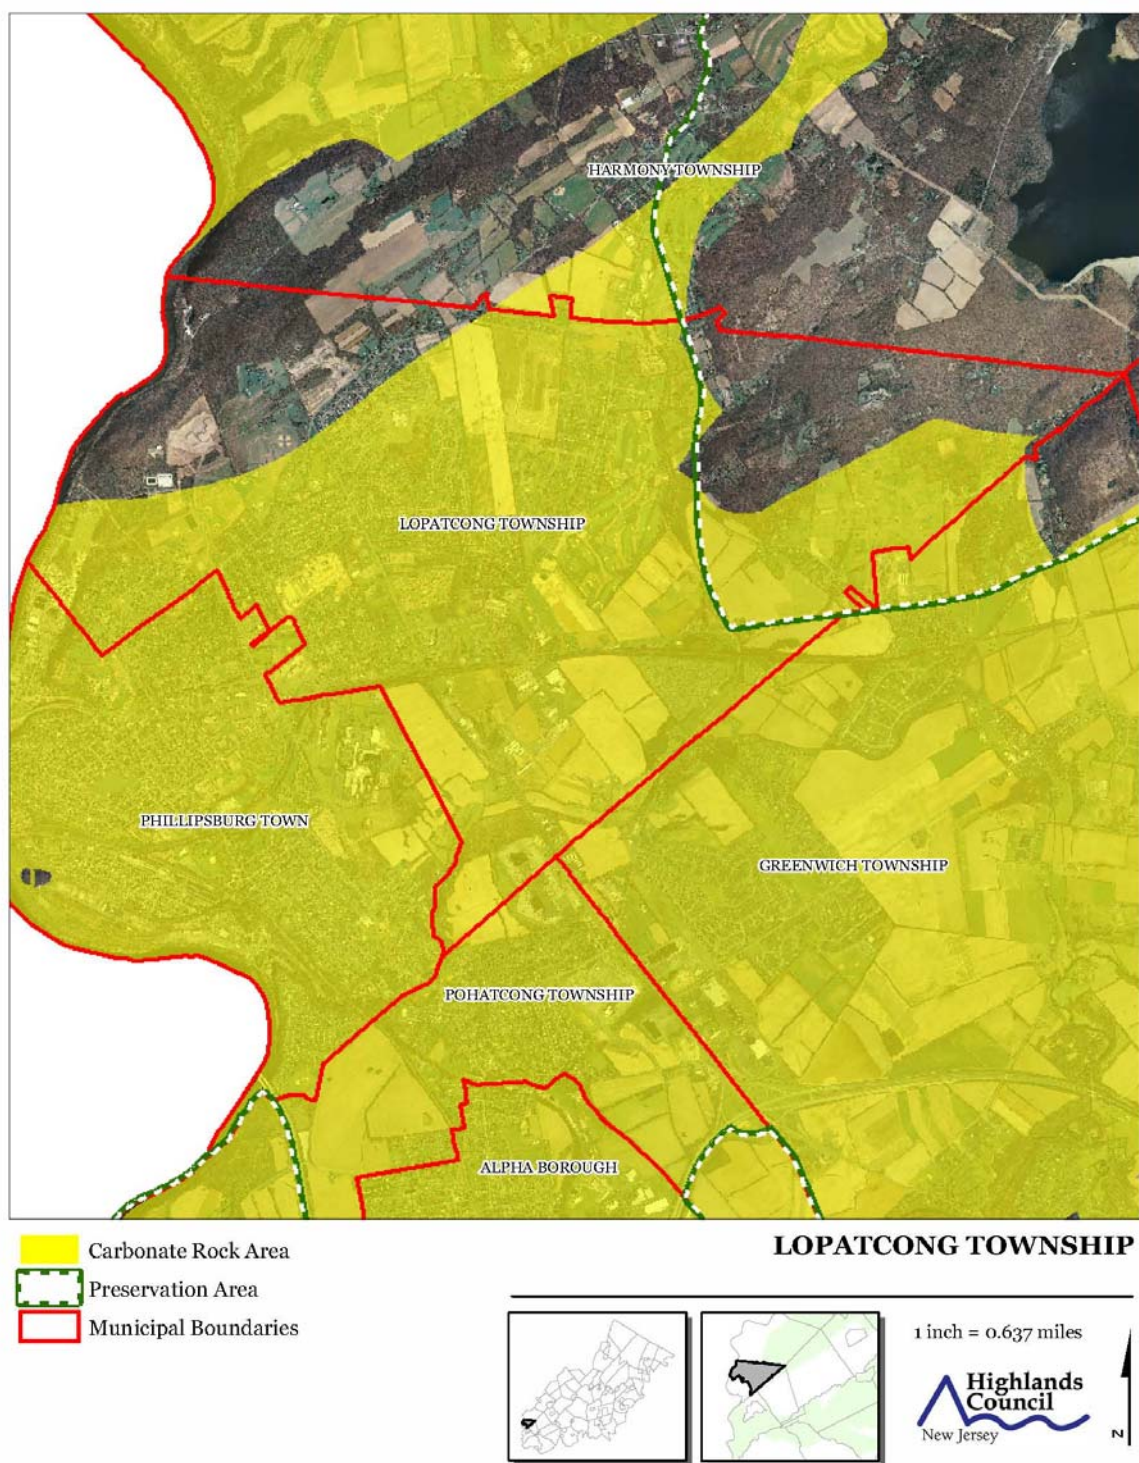 HARMONY TOWNSHIP
LOPATCONG TOWNSHIP
PHILLIPSBURG TOWN
GREENWICH TOWNSHIP
POHATCONG TOWNSHIP
ALPHA BOROUGH
Carbonate Rock Area
Preservation Area
Municipal Boundaries
LOPATCONG TOWNSHIP
1 inch = 0.637 miles
Highlands
Council
New Jersey
N